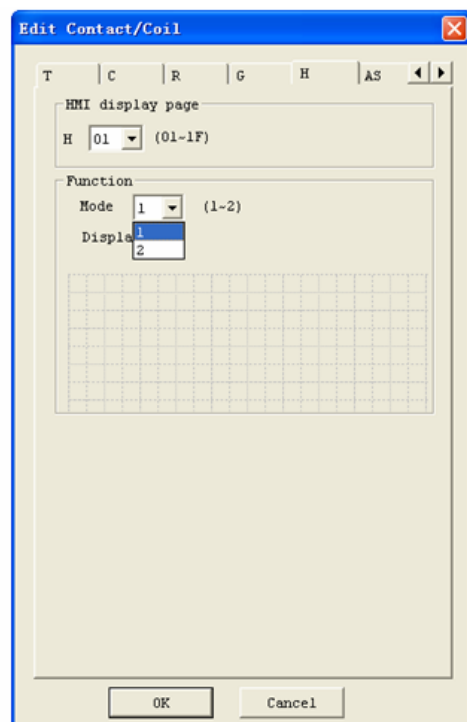 Edit Contact/Coil
T C R G H AS
HMI display page
H 01 (01~1F)
Function
Mode 1 (1~2)
Displa 1
2
OK Cancel